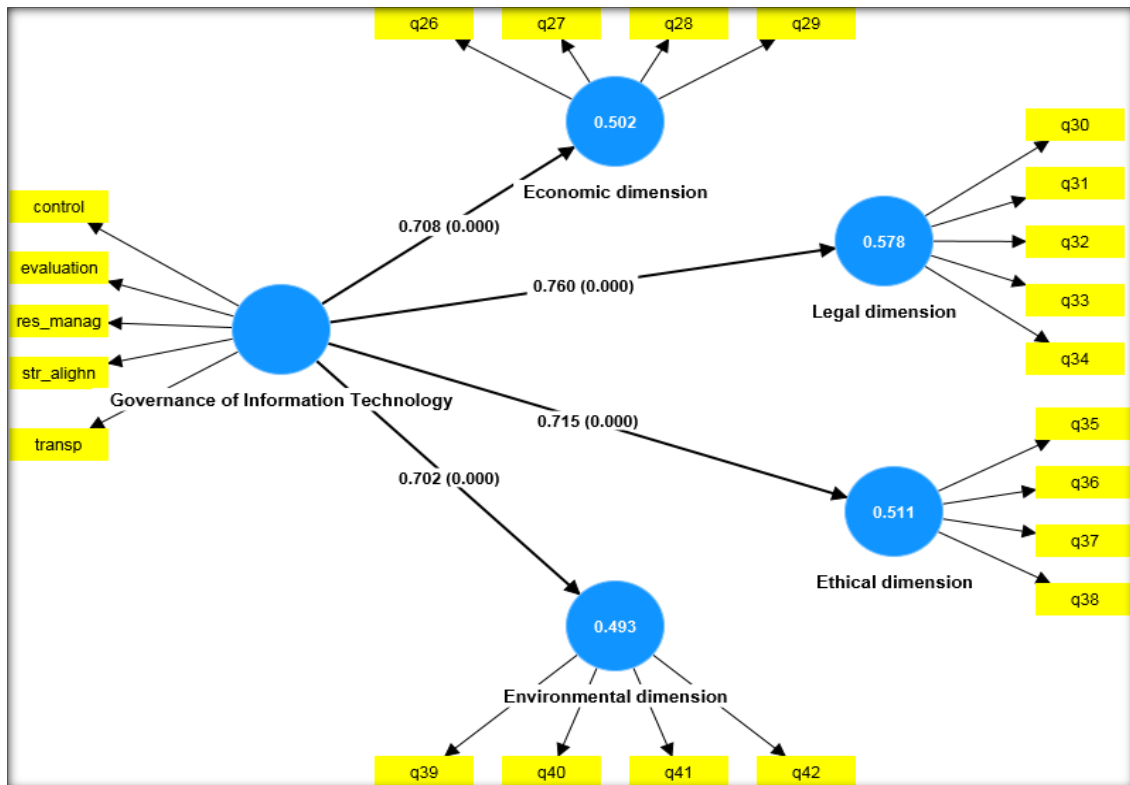 q26
q27
q28
q29
0.502
Economic dimension
q30
q31
q32
q33
q34
0.578
Legal dimension
control
evaluation
res_manag
str_alighn
transp
Governance of Information Technology
0.708 (0.000)
0.760 (0.000)
0.715 (0.000)
0.702 (0.000)
q35
q36
q37
q38
0.511
Ethical dimension
0.493
Environmental dimension
q39
q40
q41
q42